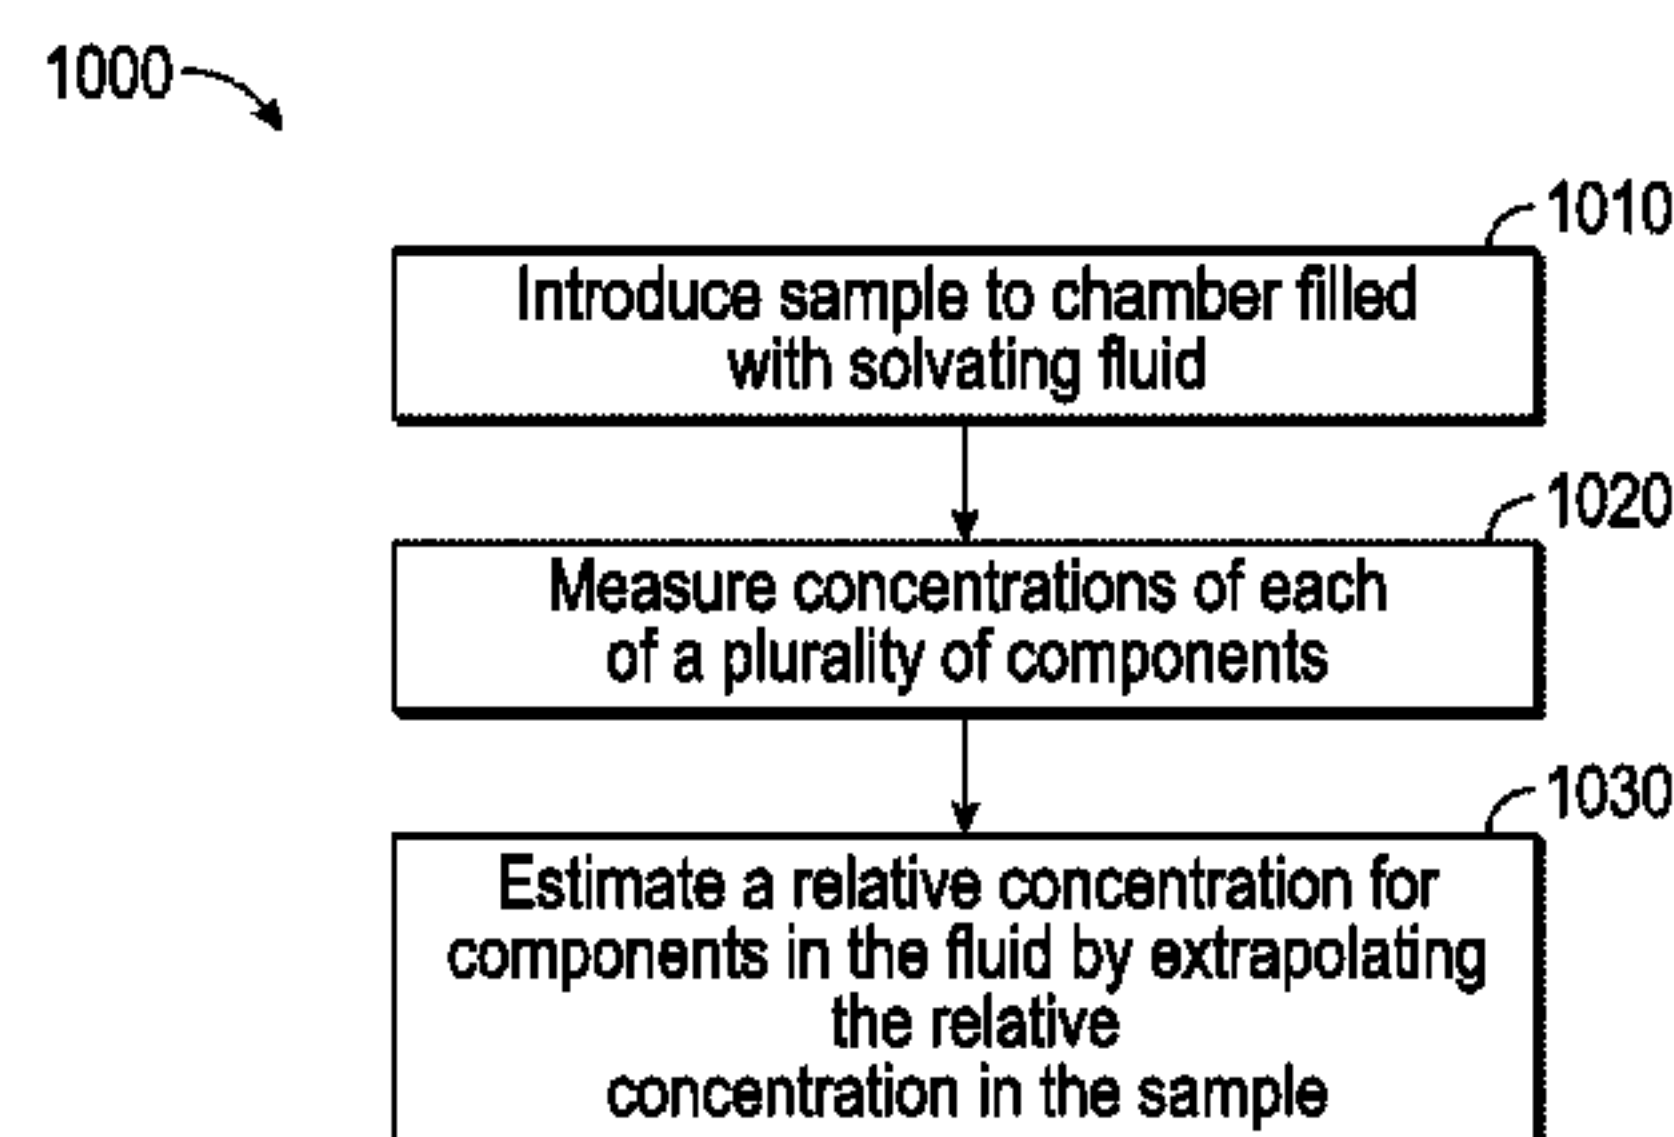 1000
1010
Introduce sample to chamber filled
with solvating fluid
1020
Measure concentrations of each
of a plurality of components
1030
Estimate a relative concentration for
components in the fluid by extrapolating
the relative
concentration in the sample